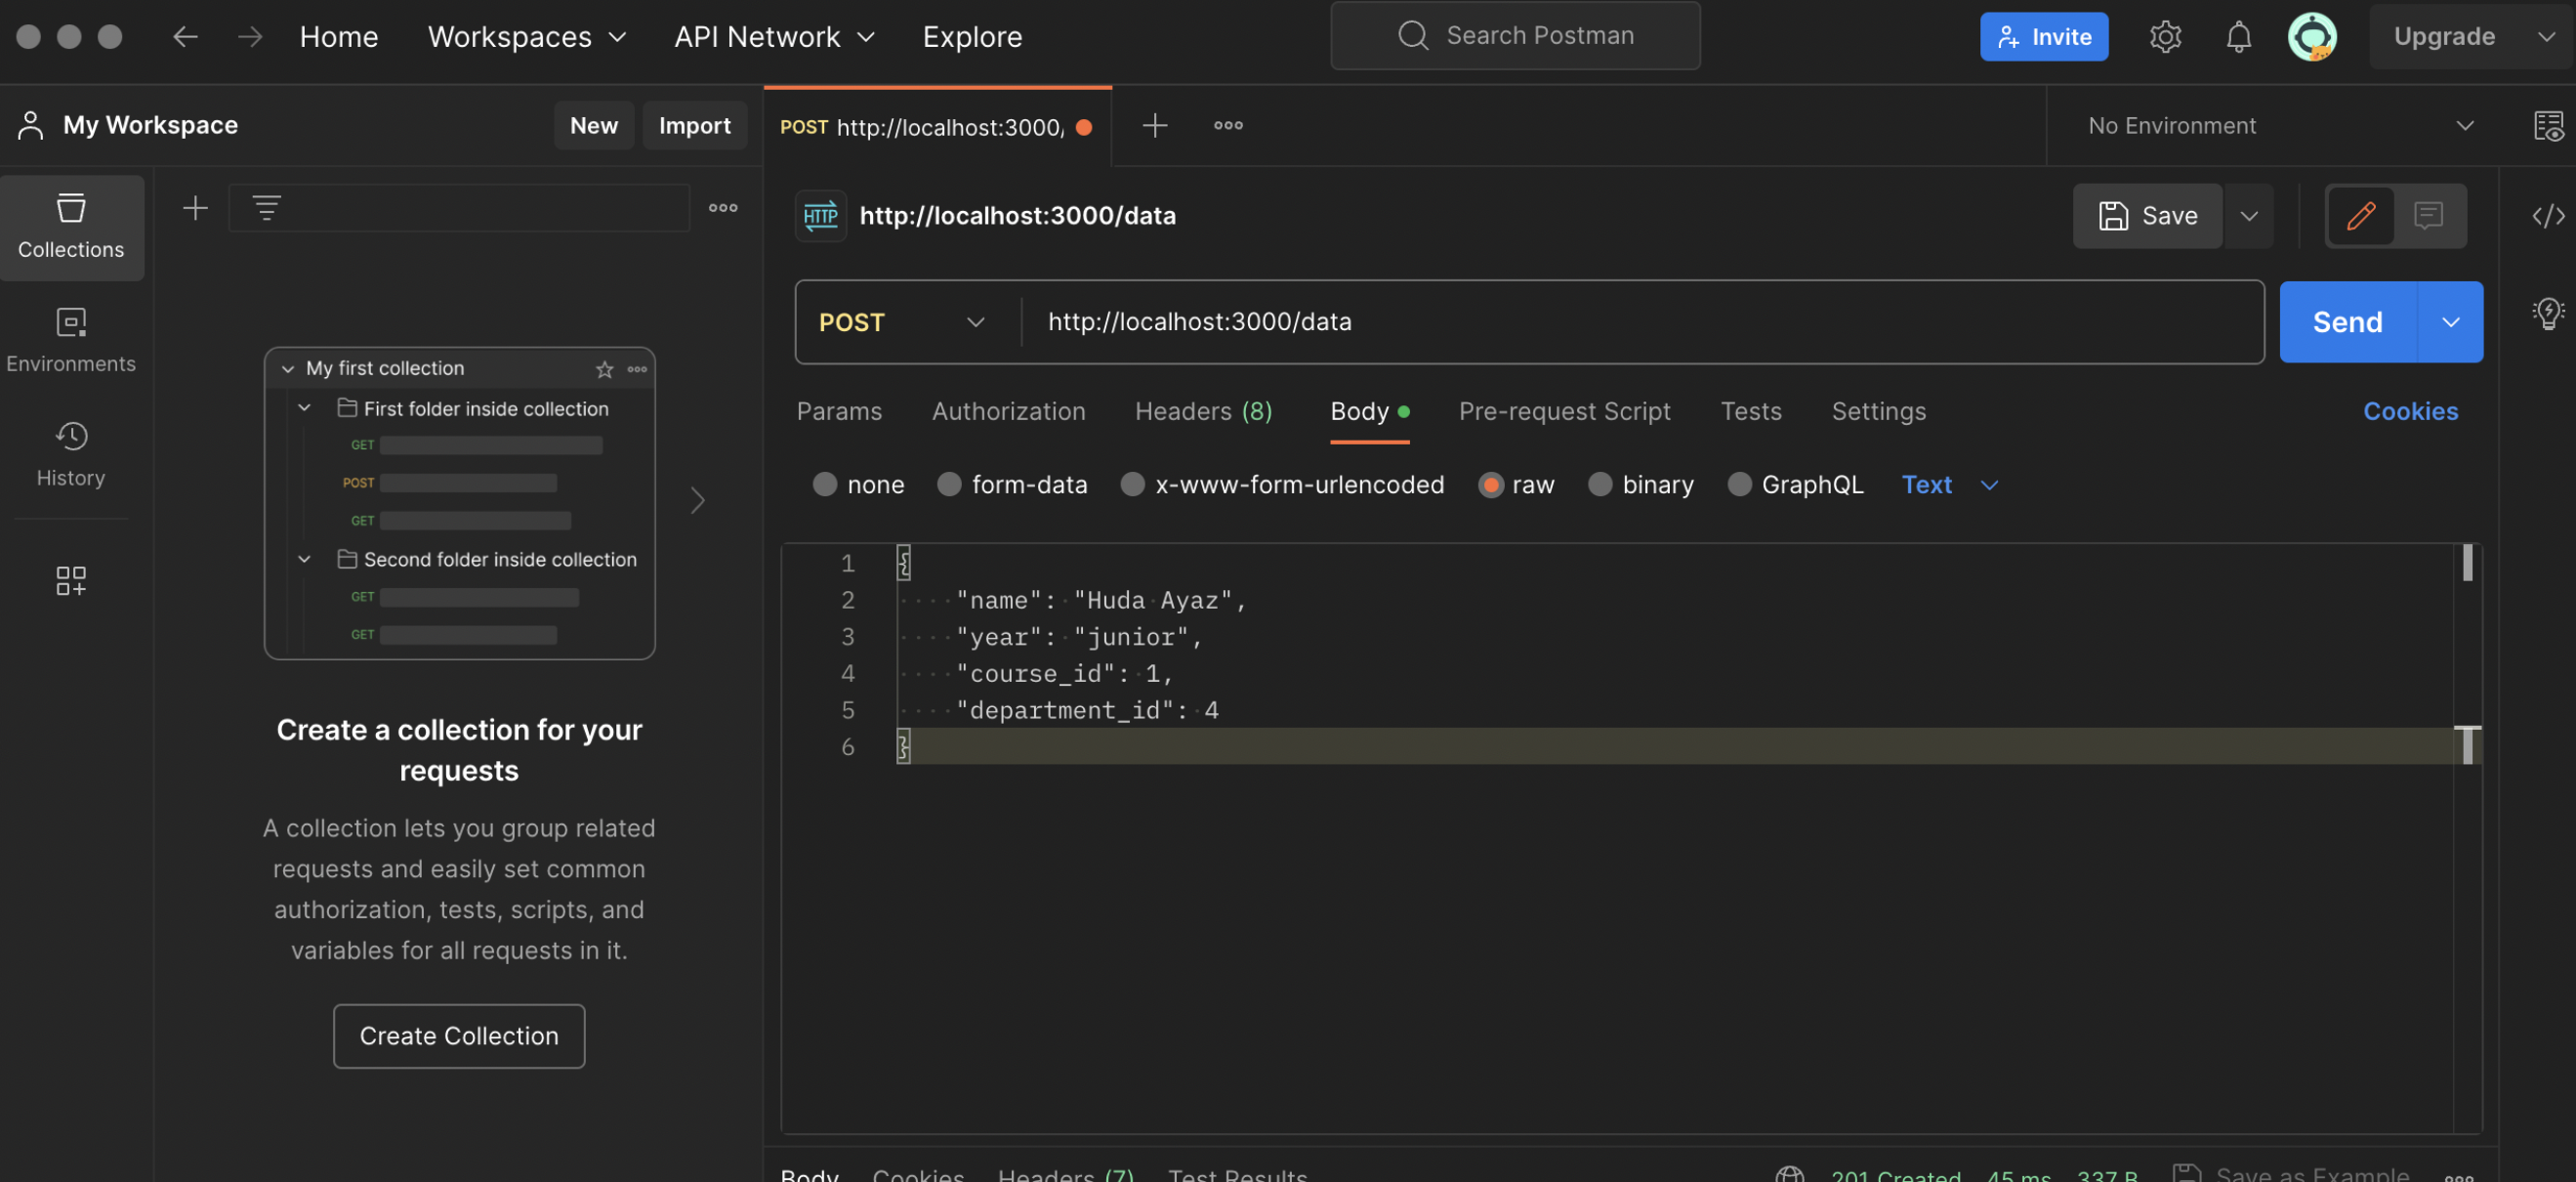 Home Workspaces API Network Explore Search Postman Invite Upgrade
My Workspace New Import POST http://localhost:3000, No Environment
Collections
Environments
History
My first collection
First folder inside collection
GET
POST
GET
Second folder inside collection
GET
GET
Create a collection for your
requests
A collection lets you group related
requests and easily set common
authorization, tests, scripts, and
variables for all requests in it.
Create Collection
HTTP http://localhost:3000/data Save
POST http://localhost:3000/data Send
Params Authorization Headers (8) Body Pre-request Script Tests Settings Cookies
none form-data x-www-form-urlencoded raw binary GraphQL Text
1 {
2 "name": "Huda Ayaz",
3 "year": "junior",
4 "course_id": 1,
5 "department_id": 4
6 }
Body Cookies Headers (7) Test Results 201 Created 45 ms 337 B Save as Example